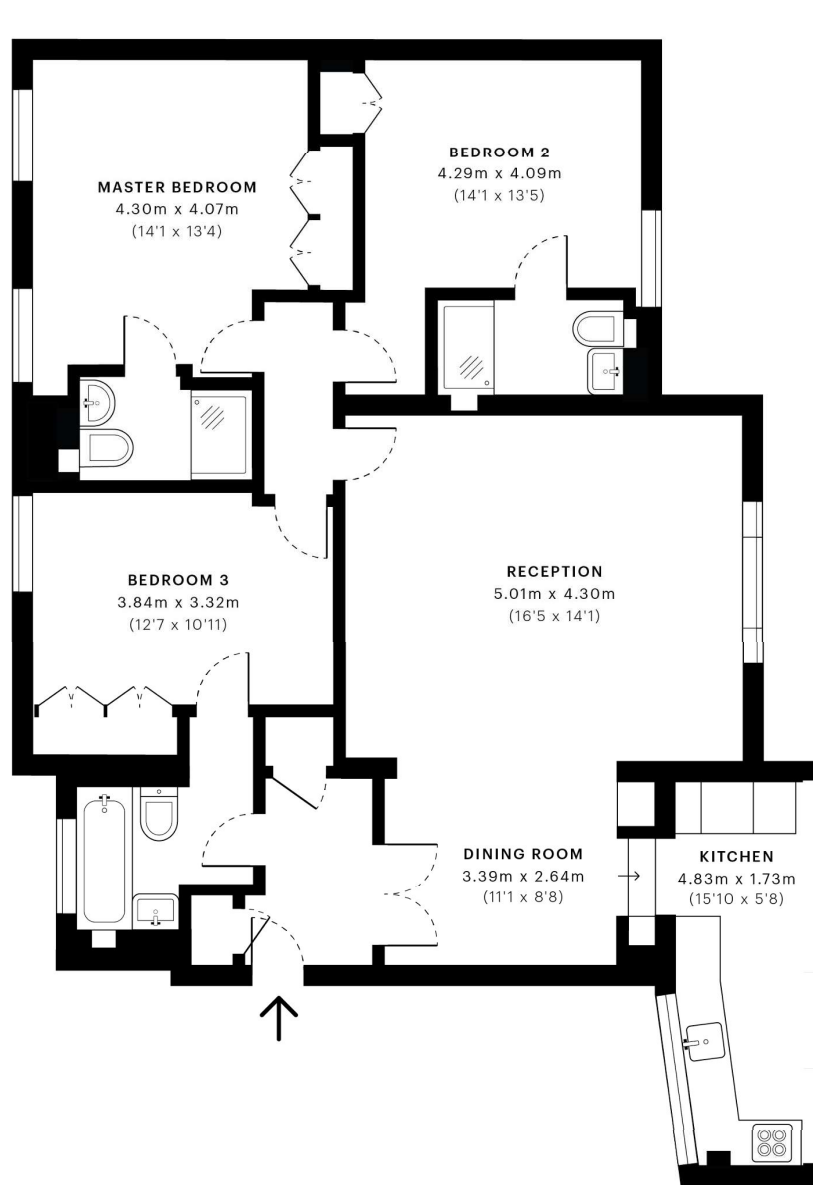 MASTER BEDROOM
4.30m x 4.07m
(14'1 x 13'4)
BEDROOM 2
4.29m x 4.09m
(14'1 x 13'5)
BEDROOM 3
3.84m x 3.32m
(12'7 x 10'11)
RECEPTION
5.01m x 4.30m
(16'5 x 14'1)
DINING ROOM
3.39m x 2.64m
(11'1 x 8'8)
KITCHEN
4.83m x 1.73m
(15'10 x 5'8)